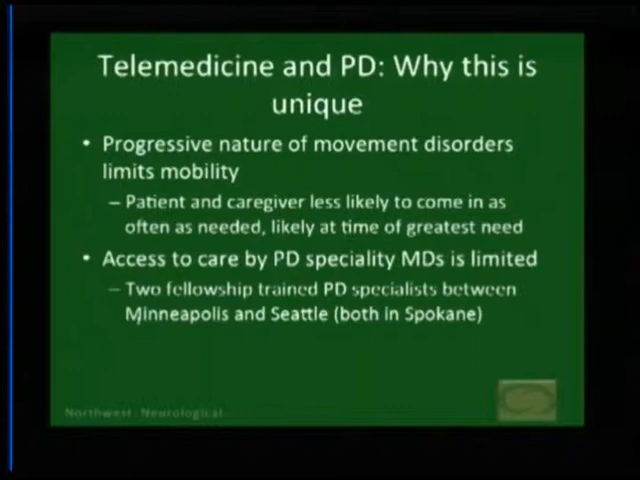 Telemedicine and PD: Why this is
unique
• Progressive nature of movement disorders
limits mobility
– Patient and caregiver less likely to come in as
often as needed, likely at time of greatest need
• Access to care by PD speciality MDs is limited
– Two fellowship trained PD specialists between
Minneapolis and Seattle (both in Spokane)
Northwest Neurological